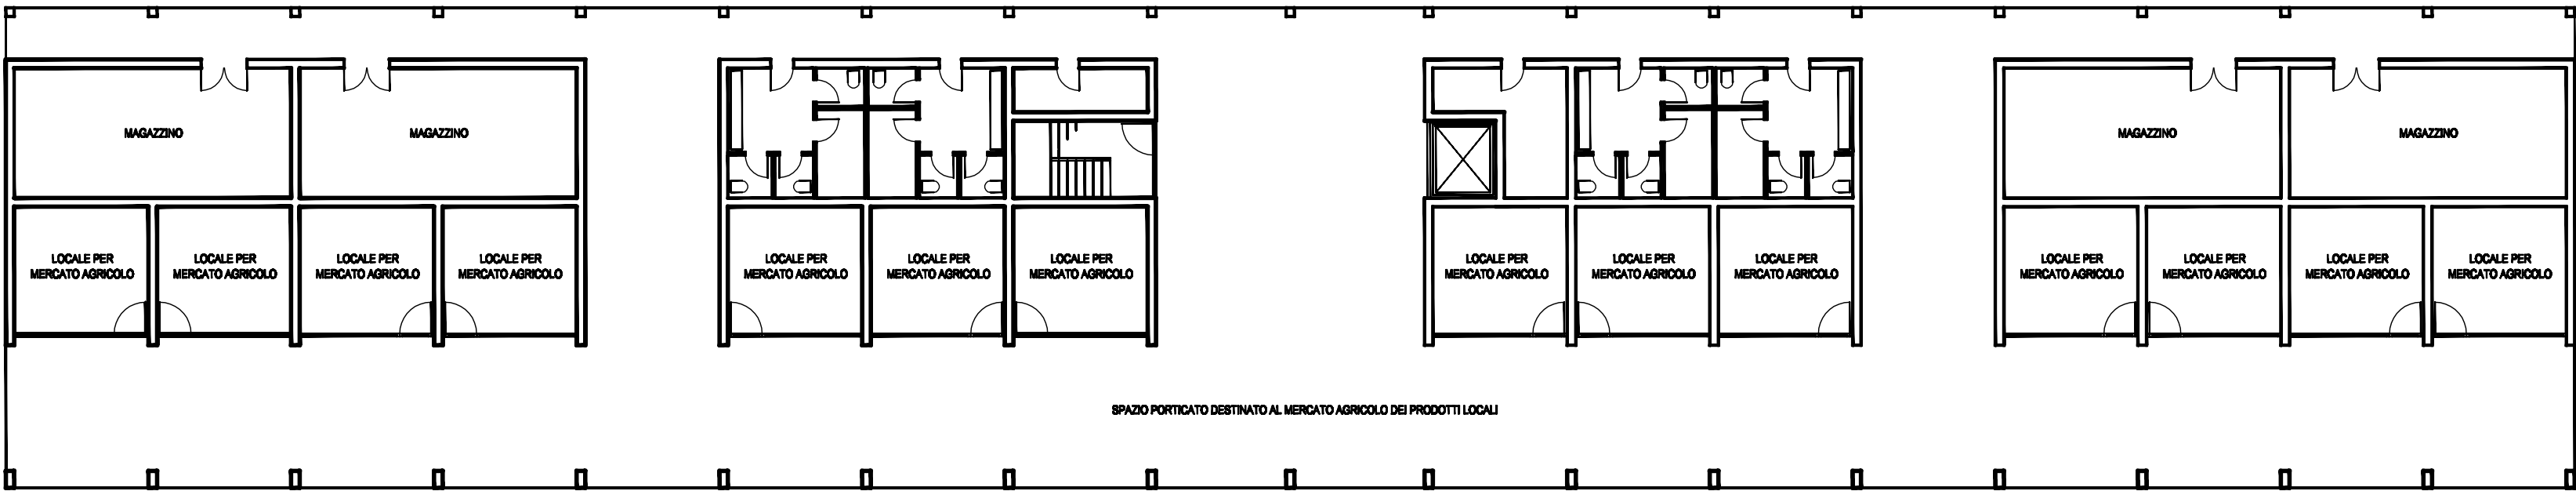 MAGAZZINO
MAGAZZINO
MAGAZZINO
MAGAZZINO
LOCALE PER
MERCATO AGRICOLO
LOCALE PER
MERCATO AGRICOLO
LOCALE PER
MERCATO AGRICOLO
LOCALE PER
MERCATO AGRICOLO
LOCALE PER
MERCATO AGRICOLO
LOCALE PER
MERCATO AGRICOLO
LOCALE PER
MERCATO AGRICOLO
LOCALE PER
MERCATO AGRICOLO
LOCALE PER
MERCATO AGRICOLO
LOCALE PER
MERCATO AGRICOLO
LOCALE PER
MERCATO AGRICOLO
LOCALE PER
MERCATO AGRICOLO
LOCALE PER
MERCATO AGRICOLO
LOCALE PER
MERCATO AGRICOLO
SPAZIO PORTICATO DESTINATO AL MERCATO AGRICOLO DEI PRODOTTI LOCALI